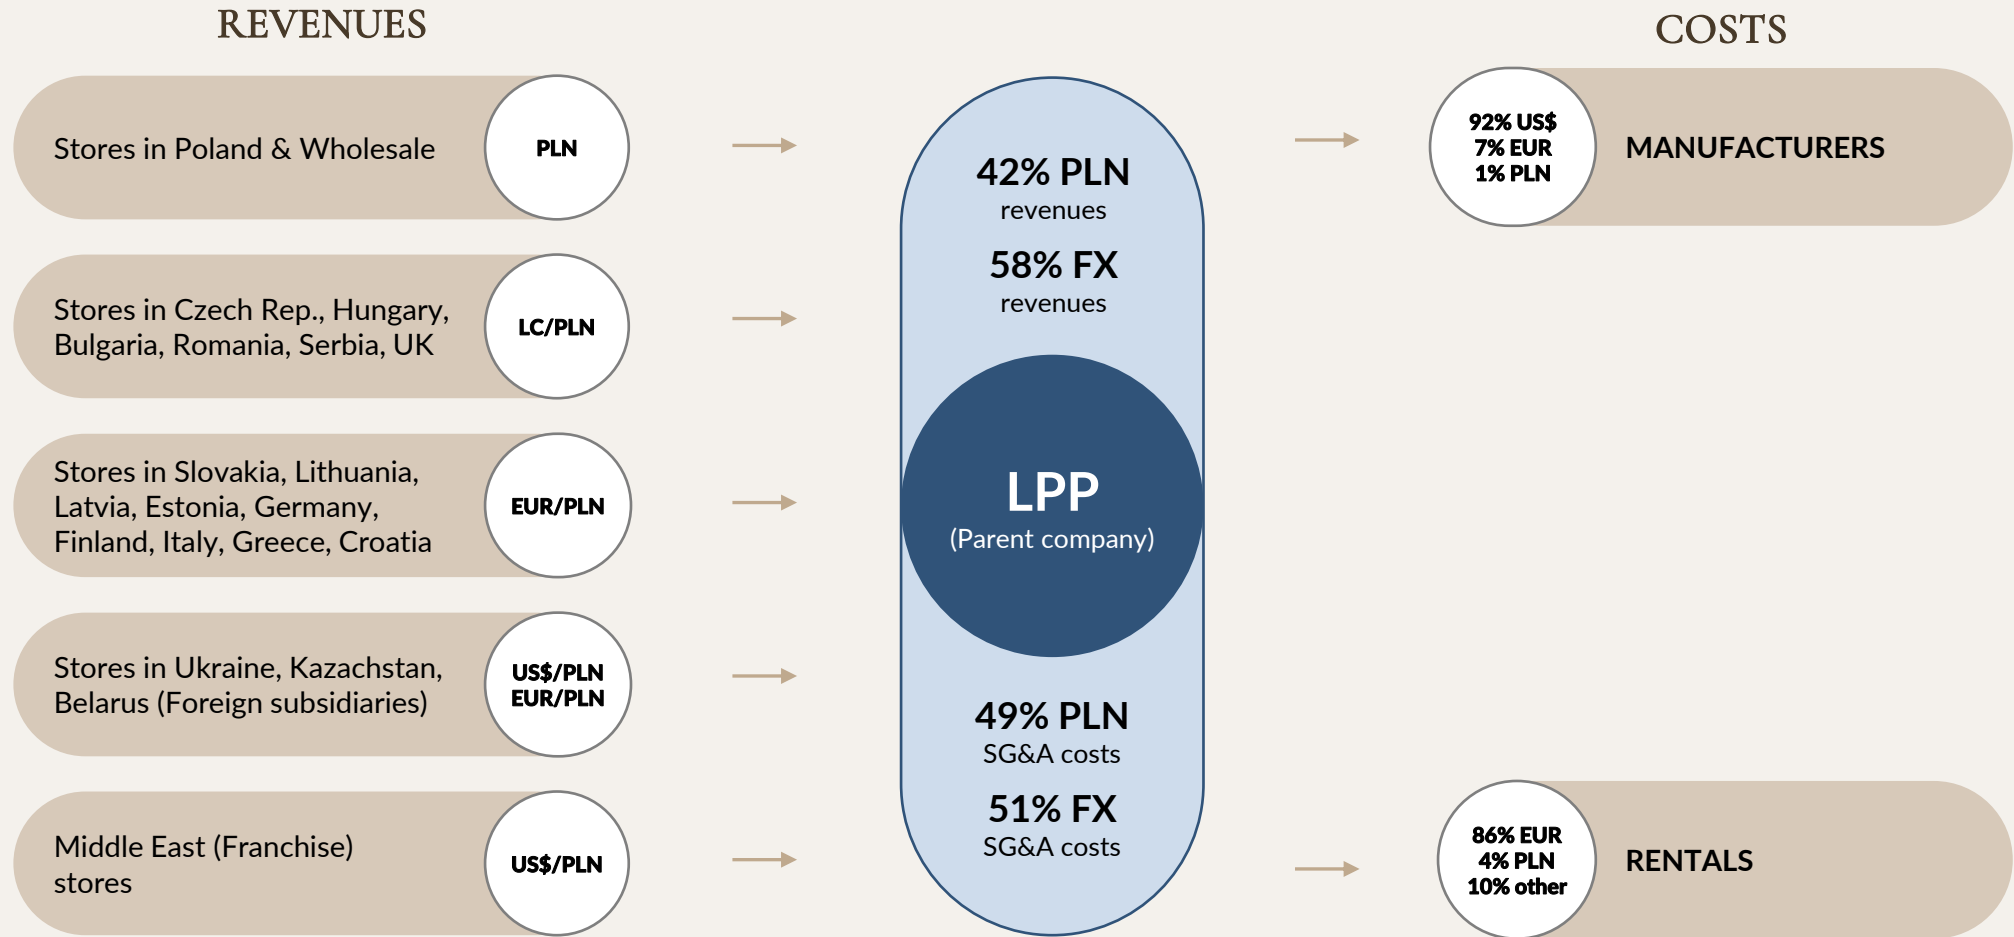 REVENUES
Stores in Poland & Wholesale
PLN
Stores in Czech Rep., Hungary,
Bulgaria, Romania, Serbia, UK
LC/PLN
Stores in Slovakia, Lithuania,
Latvia, Estonia, Germany,
Finland, Italy, Greece, Croatia
EUR/PLN
Stores in Ukraine, Kazachstan,
Belarus (Foreign subsidiaries)
US$/PLN
EUR/PLN
Middle East (Franchise)
stores
US$/PLN
42% PLN
revenues
58% FX
revenues
LPP
(Parent company)
49% PLN
SG&A costs
51% FX
SG&A costs
COSTS
92% US$
7% EUR
1% PLN
MANUFACTURERS
86% EUR
4% PLN
10% other
RENTALS